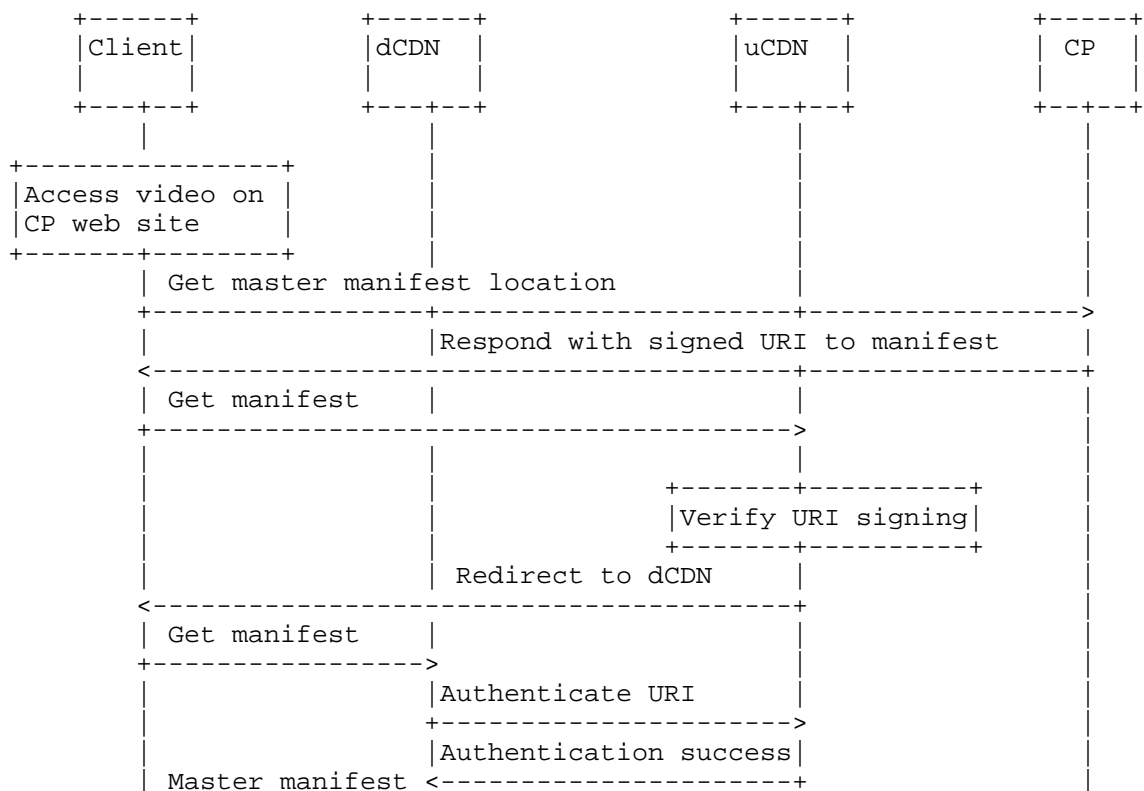 Client dCDN uCDN CP
Access video on
CP web site
Get master manifest location
Respond with signed URI to manifest
Get manifest
Verify URI signing
Redirect to dCDN
Get manifest
Authenticate URI
Authentication success
Master manifest